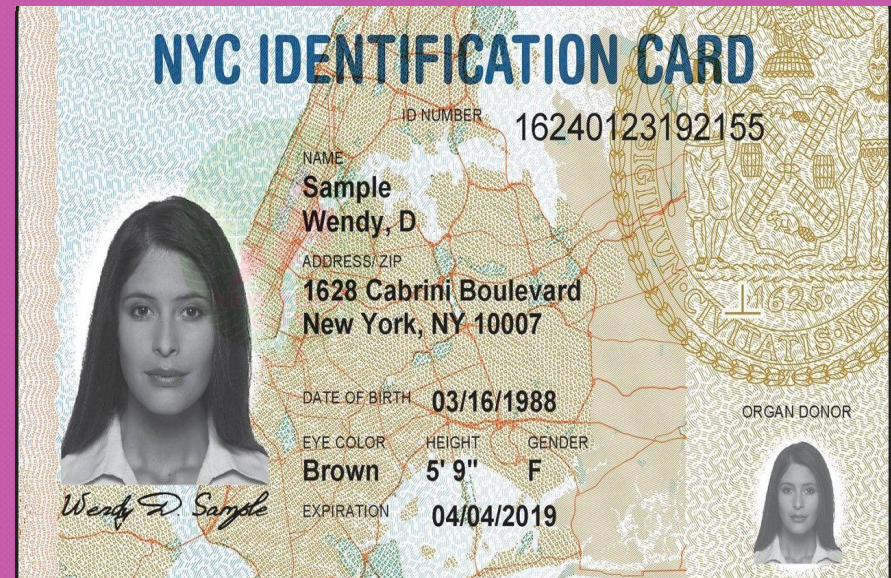 NYC IDENTIFICATION CARD
ID NUMBER 16240123192155
NAME
Sample
Wendy, D
ADDRESS/ ZIP
1628 Cabrini Boulevard
New York, NY 10007
DATE OF BIRTH 03/16/1988
ORGAN DONOR
EYE COLOR HEIGHT GENDER
Brown 5' 9" F
Wendy D. Sample
EXPIRATION 04/04/2019
SIGILLUM CIVITATIS NOV
1625